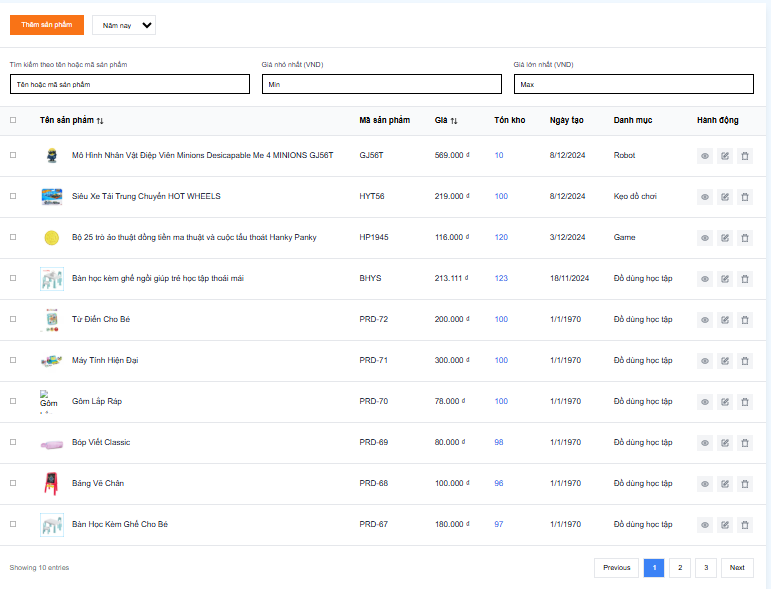 Thêm sản phẩm Năm nay
Tìm kiếm theo tên hoặc mã sản phẩm Giá nhỏ nhất (VND) Giá lớn nhất (VND)
Tên hoặc mã sản phẩm Min Max
Tên sản phẩm ↑↓ Mã sản phẩm Giá ↑↓ Tồn kho Ngày tạo Danh mục Hành động
Mô Hình Nhân Vật Điệp Viên Minions Desicapable Me 4 MINIONS GJ56T GJ56T 569.000 đ 10 8/12/2024 Robot
Siêu Xe Tải Trung Chuyển HOT WHEELS HYT56 219.000 đ 100 8/12/2024 Kẹo đồ chơi
Bộ 25 trò ảo thuật đồng tiền ma thuật và cuộc tẩu thoát Hanky Panky HP1945 116.000 đ 120 3/12/2024 Game
Bàn học kèm ghế ngồi giúp trẻ học tập thoải mái BHYS 213.111 đ 123 18/11/2024 Đồ dùng học tập
Từ Điển Cho Bé PRD-72 200.000 đ 100 1/1/1970 Đồ dùng học tập
Máy Tính Hiện Đại PRD-71 300.000 đ 100 1/1/1970 Đồ dùng học tập
Gôm Gôm Lắp Ráp PRD-70 78.000 đ 100 1/1/1970 Đồ dùng học tập
Bóp Viết Classic PRD-69 80.000 đ 98 1/1/1970 Đồ dùng học tập
Bảng Vẽ Chân PRD-68 100.000 đ 96 1/1/1970 Đồ dùng học tập
Bàn Học Kèm Ghế Cho Bé PRD-67 180.000 đ 97 1/1/1970 Đồ dùng học tập
Showing 10 entries Previous 1 2 3 Next